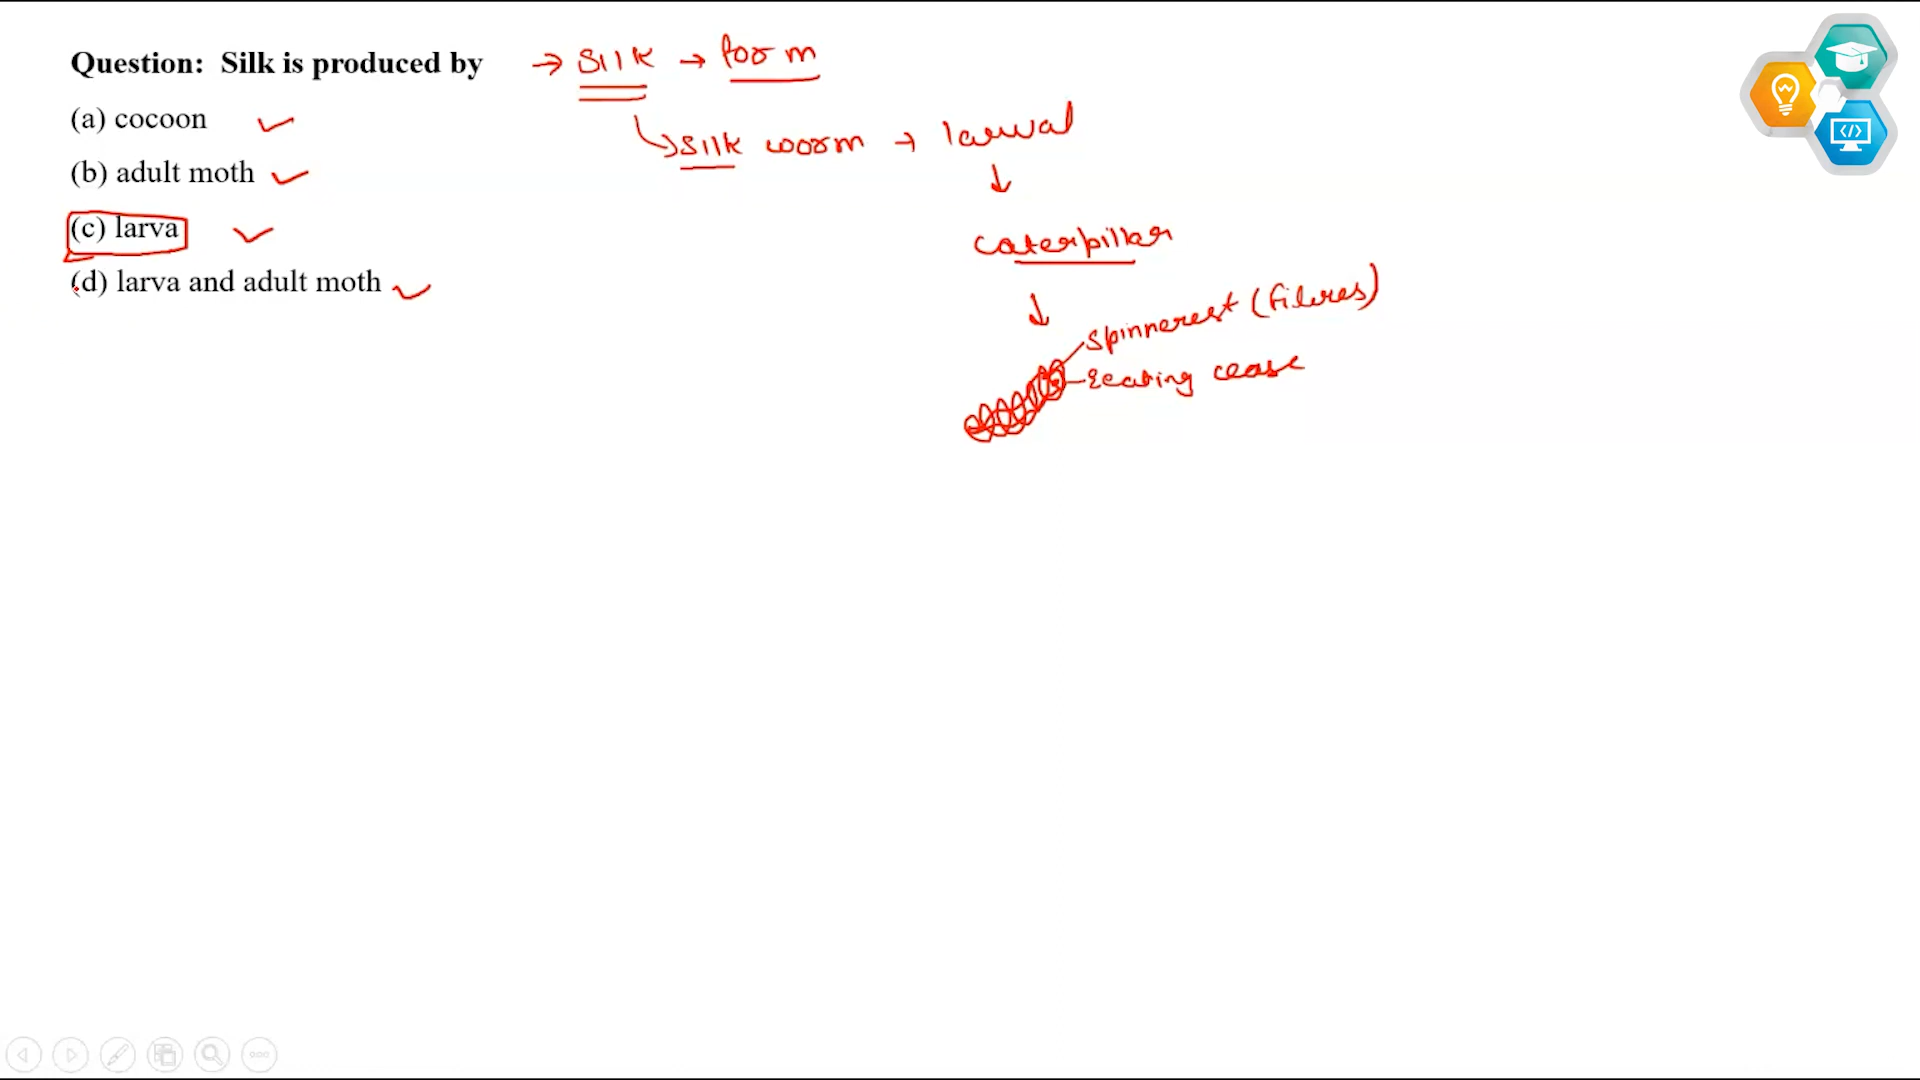 Question: Silk is produced by → Silk → form
(a) cocoon
→ silk worm → larval
(b) adult moth
(c) larva
caterpillar
(d) larva and adult moth
spinnerest (fibres)
Eeating cease